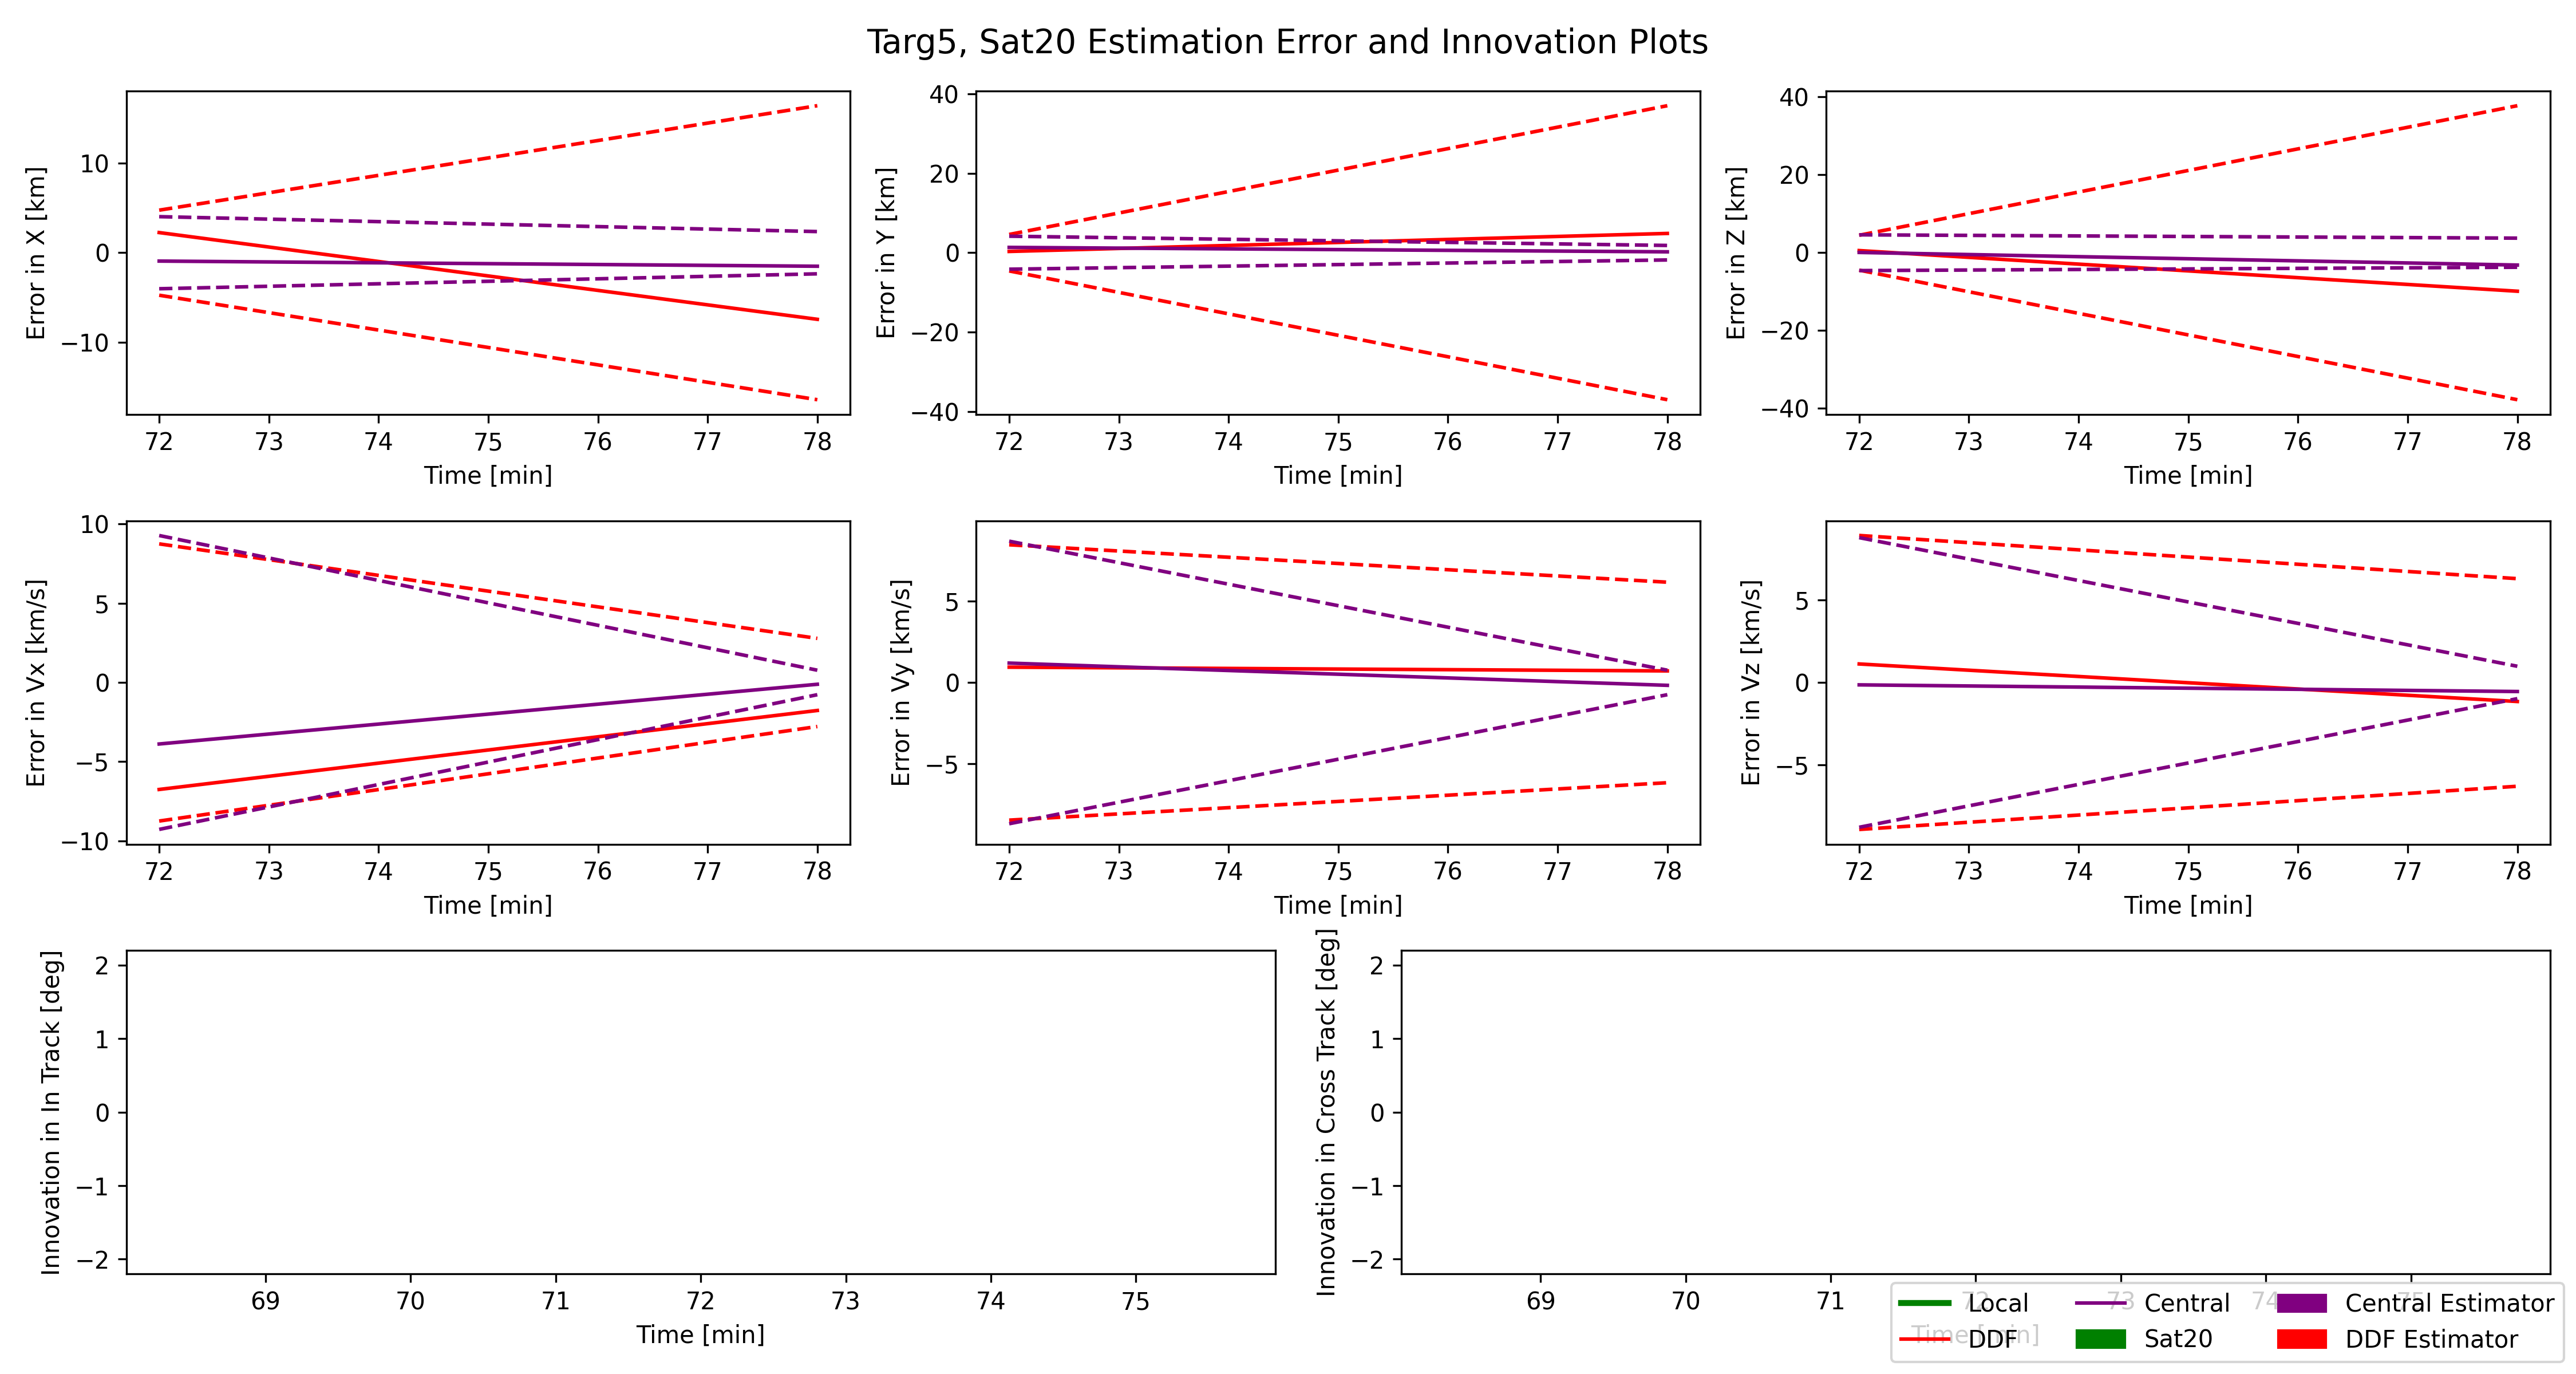 Targ5, Sat20 Estimation Error and Innovation Plots
Error in X [km]
10
0
−10
72 73 74 75 76 77 78
Time [min]
Error in Y [km]
40
20
0
−20
−40
72 73 74 75 76 77 78
Time [min]
Error in Z [km]
40
20
0
−20
−40
72 73 74 75 76 77 78
Time [min]
Error in Vx [km/s]
10
5
0
−5
−10
72 73 74 75 76 77 78
Time [min]
Error in Vy [km/s]
5
0
−5
72 73 74 75 76 77 78
Time [min]
Error in Vz [km/s]
5
0
−5
72 73 74 75 76 77 78
Time [min]
Innovation in In Track [deg]
2
1
0
−1
−2
69 70 71 72 73 74 75
Time [min]
Innovation in Cross Track [deg]
2
1
0
−1
−2
69 70 71 72 73 74 75
Time [min]
Local Central Central Estimator
DDF Sat20 DDF Estimator